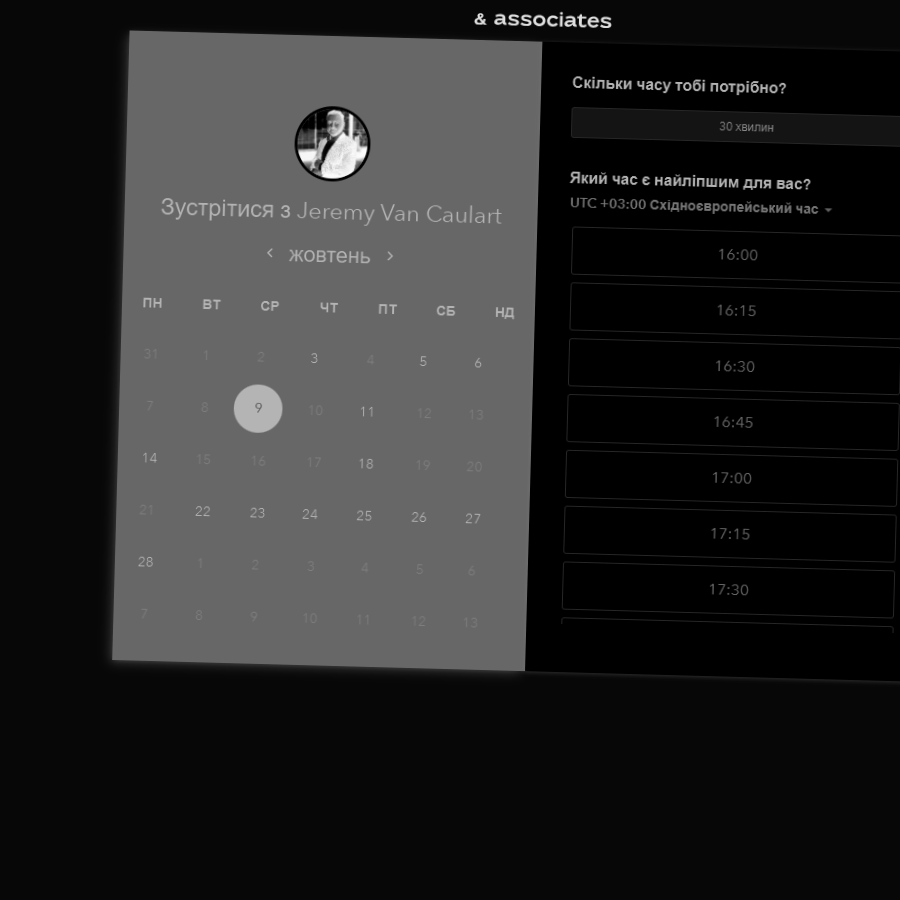 & associates
Зустрітися з Jeremy Van Caulart
‹ жовтень ›
ПН ВТ СР ЧТ ПТ СБ НД
31 1 2 3 4 5 6
7 8 9 10 11 12 13
14 15 16 17 18 19 20
21 22 23 24 25 26 27
28 1 2 3 4 5 6
7 8 9 10 11 12 13
Скільки часу тобі потрібно?
30 хвилин
Який час є найліпшим для вас?
UTC +03:00 Східноєвропейський час
16:00
16:15
16:30
16:45
17:00
17:15
17:30